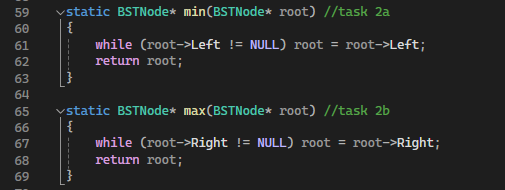 59 static BSTNode* min(BSTNode* root) //task 2a
60 {
61 while (root->Left != NULL) root = root->Left;
62 return root;
63 }
64
65 static BSTNode* max(BSTNode* root) //task 2b
66 {
67 while (root->Right != NULL) root = root->Right;
68 return root;
69 }